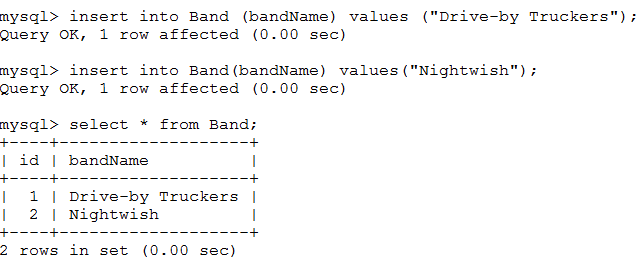 mysql> insert into Band (bandName) values ("Drive-by Truckers");
Query OK, 1 row affected (0.00 sec)
mysql> insert into Band(bandName) values("Nightwish");
Query OK, 1 row affected (0.00 sec)
mysql> select * from Band;
+----+-------------------+
| id | bandName          |
+----+-------------------+
|  1 | Drive-by Truckers |
|  2 | Nightwish         |
+----+-------------------+
2 rows in set (0.00 sec)